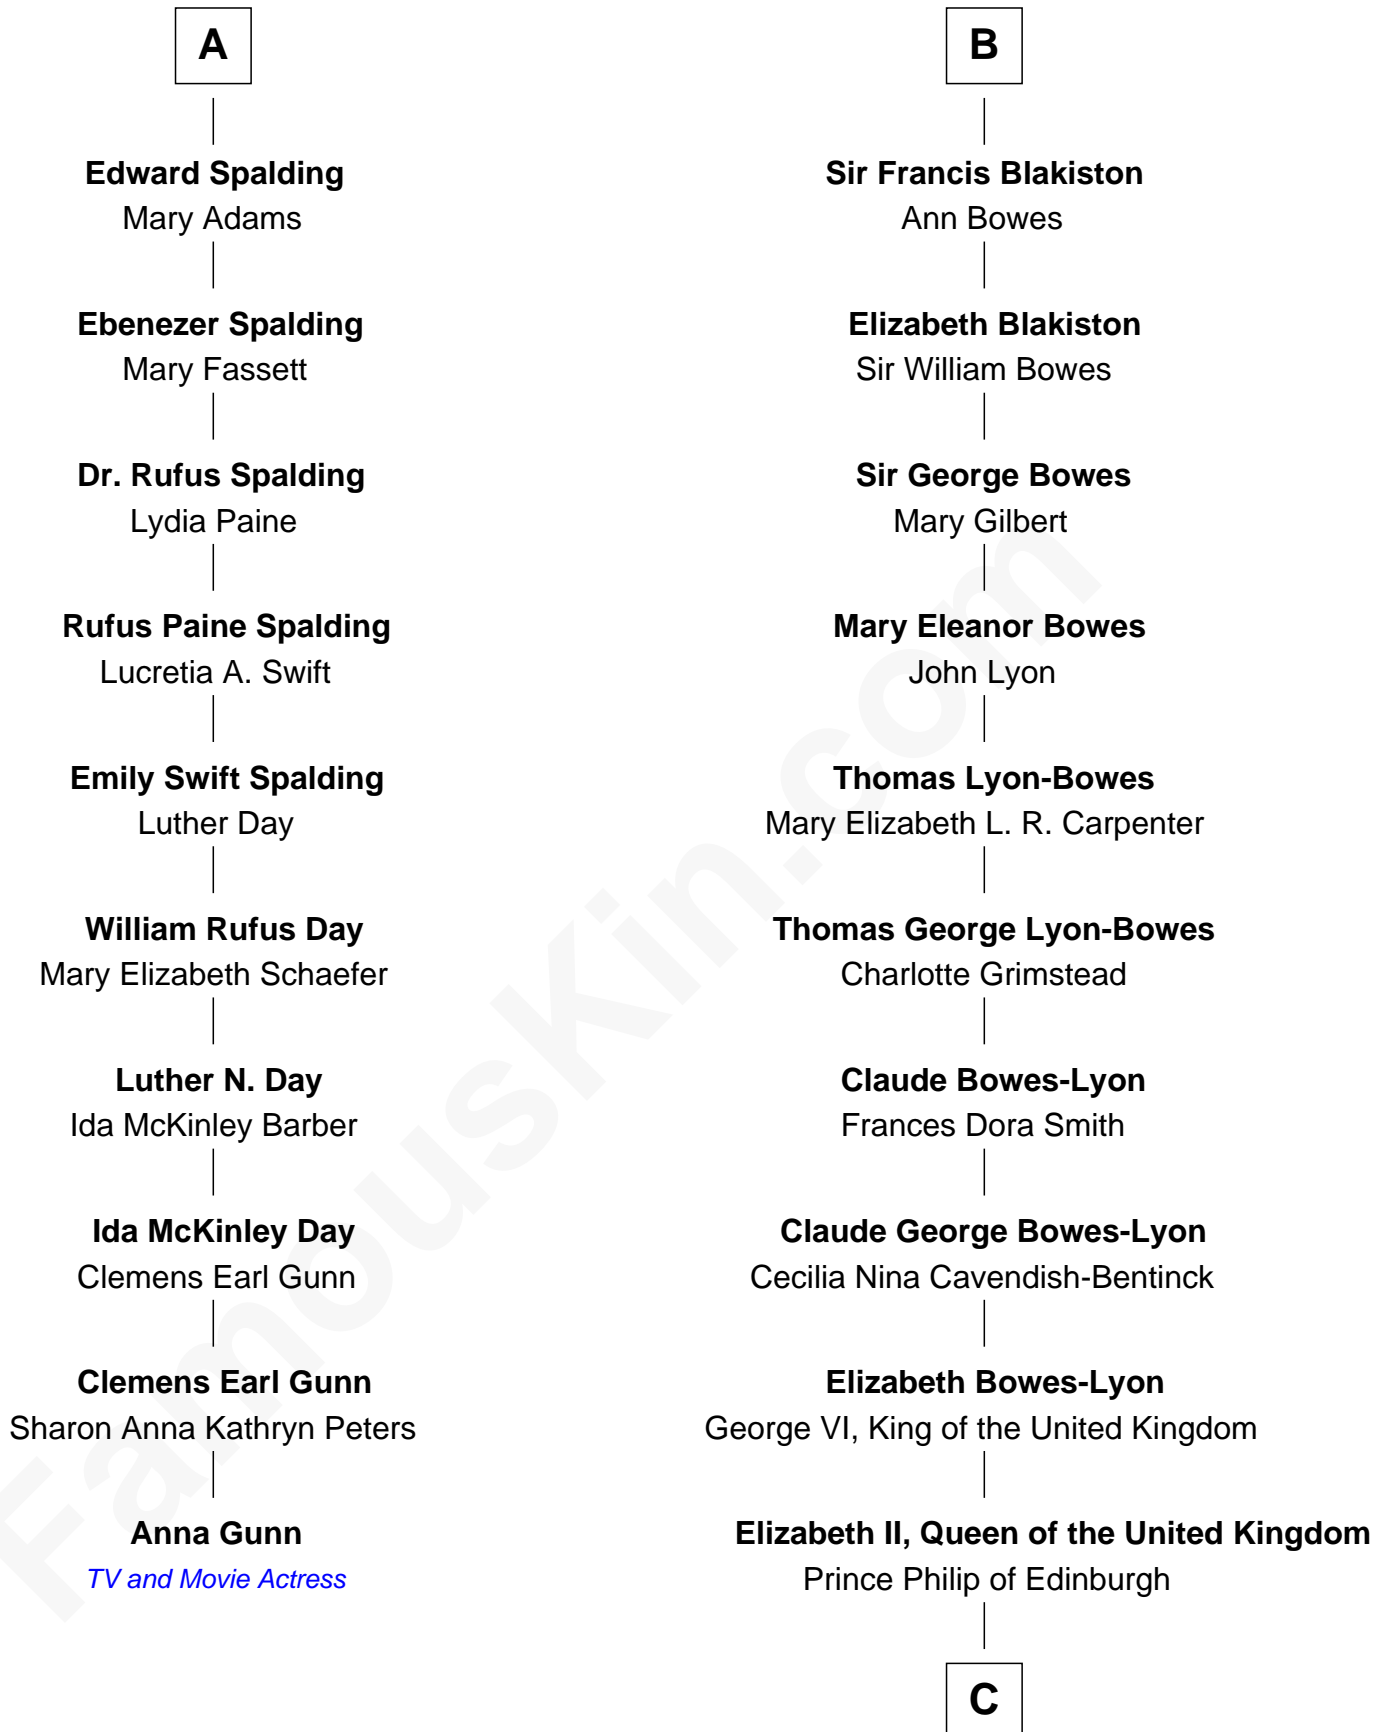 A
Edward Spalding
Mary Adams
Ebenezer Spalding
Mary Fassett
Dr. Rufus Spalding
Lydia Paine
Rufus Paine Spalding
Lucretia A. Swift
Emily Swift Spalding
Luther Day
William Rufus Day
Mary Elizabeth Schaefer
Luther N. Day
Ida McKinley Barber
Ida McKinley Day
Clemens Earl Gunn
Clemens Earl Gunn
Sharon Anna Kathryn Peters
Anna Gunn
TV and Movie Actress
B
Sir Francis Blakiston
Ann Bowes
Elizabeth Blakiston
Sir William Bowes
Sir George Bowes
Mary Gilbert
Mary Eleanor Bowes
John Lyon
Thomas Lyon-Bowes
Mary Elizabeth L. R. Carpenter
Thomas George Lyon-Bowes
Charlotte Grimstead
Claude Bowes-Lyon
Frances Dora Smith
Claude George Bowes-Lyon
Cecilia Nina Cavendish-Bentinck
Elizabeth Bowes-Lyon
George VI, King of the United Kingdom
Elizabeth II, Queen of the United Kingdom
Prince Philip of Edinburgh
C
FamousKin.com